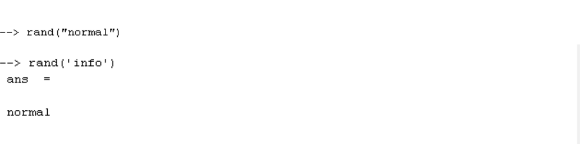 --> rand("normal")
--> rand('info')
ans  =
normal